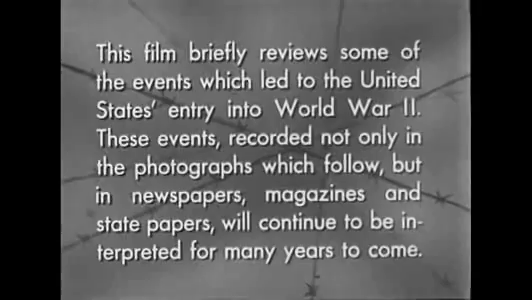 This film briefly reviews some of
the events which led to the United
States' entry into World War II.
These events, recorded not only in
the photographs which follow, but
in newspapers, magazines and
state papers, will continue to be in-
terpreted for many years to come.